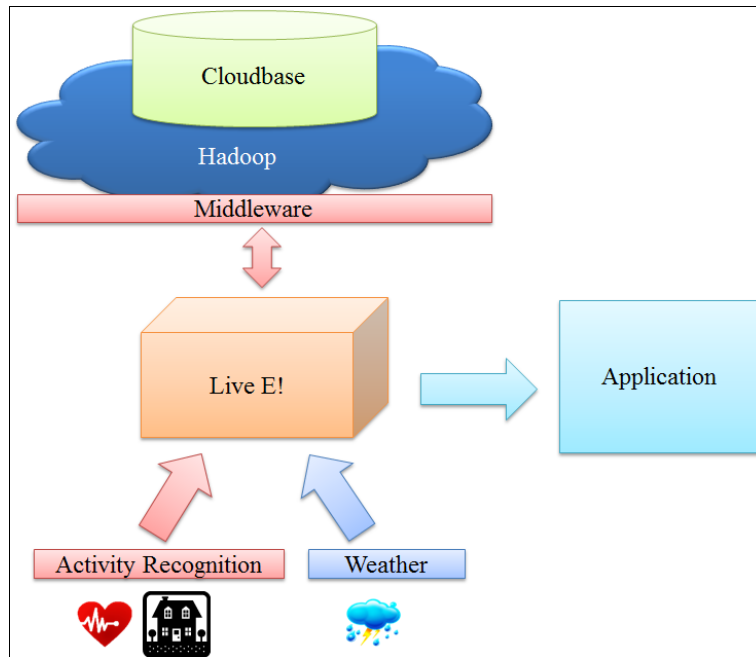 Cloudbase
Hadoop
Middleware
Live E!
Application
Activity Recognition
Weather